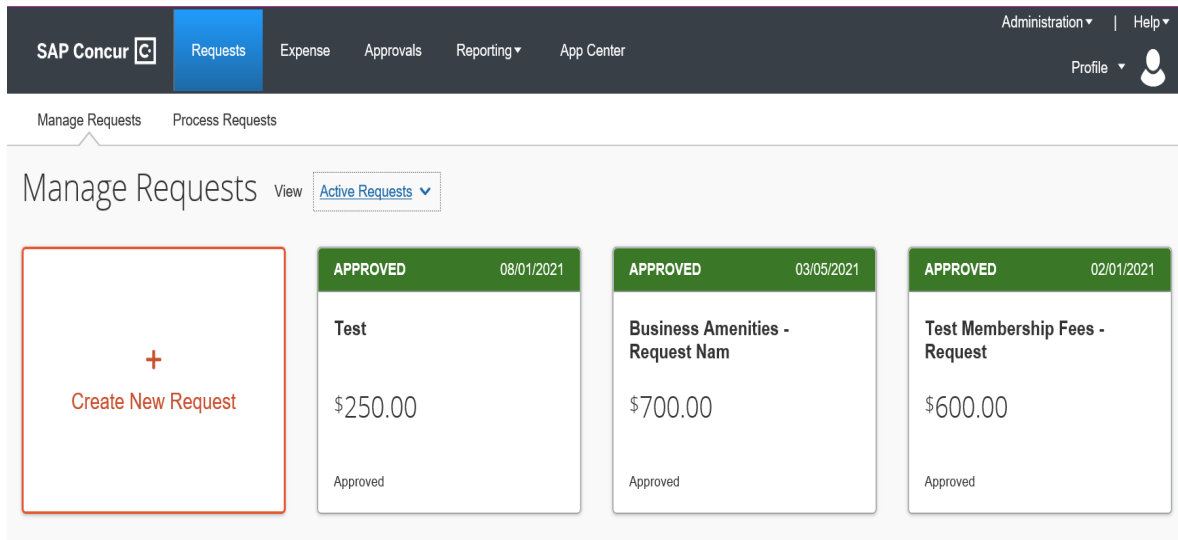 Administration ▾ | Help ▾
SAP Concur C. Requests Expense Approvals Reporting ▾ App Center
Profile ▾
Manage Requests Process Requests
Manage Requests View Active Requests
APPROVED 08/01/2021
Test
$250.00
Approved
APPROVED 03/05/2021
Business Amenities -
Request Nam
$700.00
Approved
APPROVED 02/01/2021
Test Membership Fees -
Request
$600.00
Approved
+
Create New Request